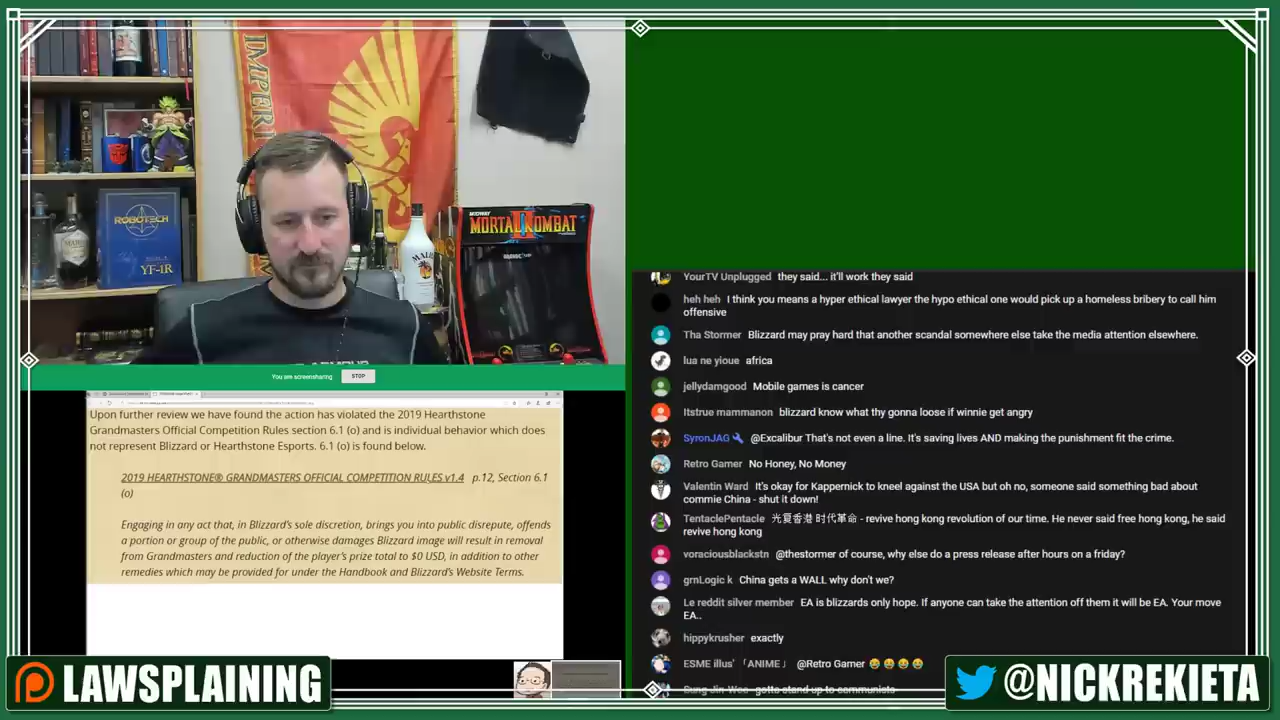 IMPERI
ROBOTECH
YF-1R
MALIBU
MIDWAY
MORTAL KOMBAT
II
You are screensharing STOP
Upon further review we have found the action has violated the 2019 Hearthstone
Grandmasters Official Competition Rules section 6.1 (o) and is individual behavior which does
not represent Blizzard or Hearthstone Esports. 6.1 (o) is found below.
2019 HEARTHSTONE® GRANDMASTERS OFFICIAL COMPETITION RULES v1.4 p.12, Section 6.1
(o)
Engaging in any act that, in Blizzard's sole discretion, brings you into public disrepute, offends
a portion or group of the public, or otherwise damages Blizzard image will result in removal
from Grandmasters and reduction of the player's prize total to $0 USD, in addition to other
remedies which may be provided for under the Handbook and Blizzard's Website Terms.
YourTV Unplugged they said... it'll work they said
heh heh I think you means a hyper ethical lawyer the hypo ethical one would pick up a homeless bribery to call him
offensive
Tha Stormer Blizzard may pray hard that another scandal somewhere else take the media attention elsewhere.
lua ne yioue africa
jellydamgood Mobile games is cancer
Itstrue mammanon blizzard know what thy gonna loose if winnie get angry
SyronJAG @Excalibur That's not even a line. It's saving lives AND making the punishment fit the crime.
Retro Gamer No Honey, No Money
Valentin Ward It's okay for Kappernick to kneel against the USA but oh no, someone said something bad about
commie China - shut it down!
TentaclePentacle 光复香港 时代革命 - revive hong kong revolution of our time. He never said free hong kong, he said
revive hong kong
voraciousblackstn @thestormer of course, why else do a press release after hours on a friday?
grnLogic k China gets a WALL why don't we?
Le reddit silver member EA is blizzards only hope. If anyone can take the attention off them it will be EA. Your move
EA..
hippykrusher exactly
ESME illus' 「ANIME」 @Retro Gamer 😂 😂 😂 😂
Sung Jin-Woo gotta stand up to communists
LAWSPLAINING
@NICKREKIETA